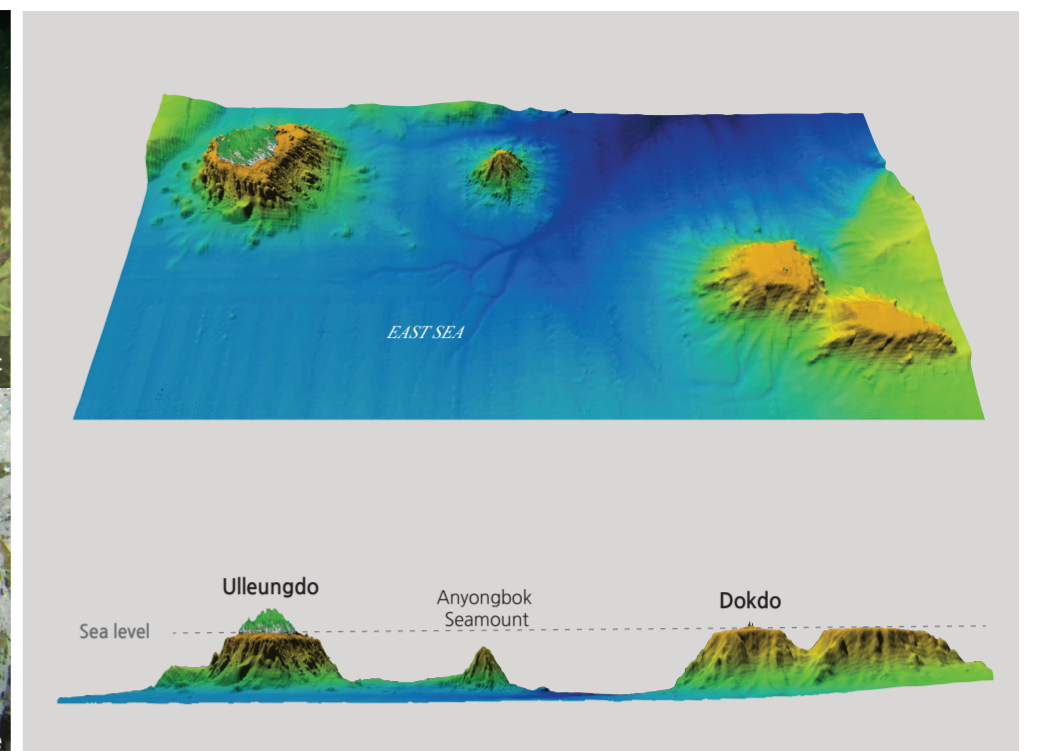 EAST SEA
Ulleungdo
Anyongbok
Seamount
Dokdo
Sea level